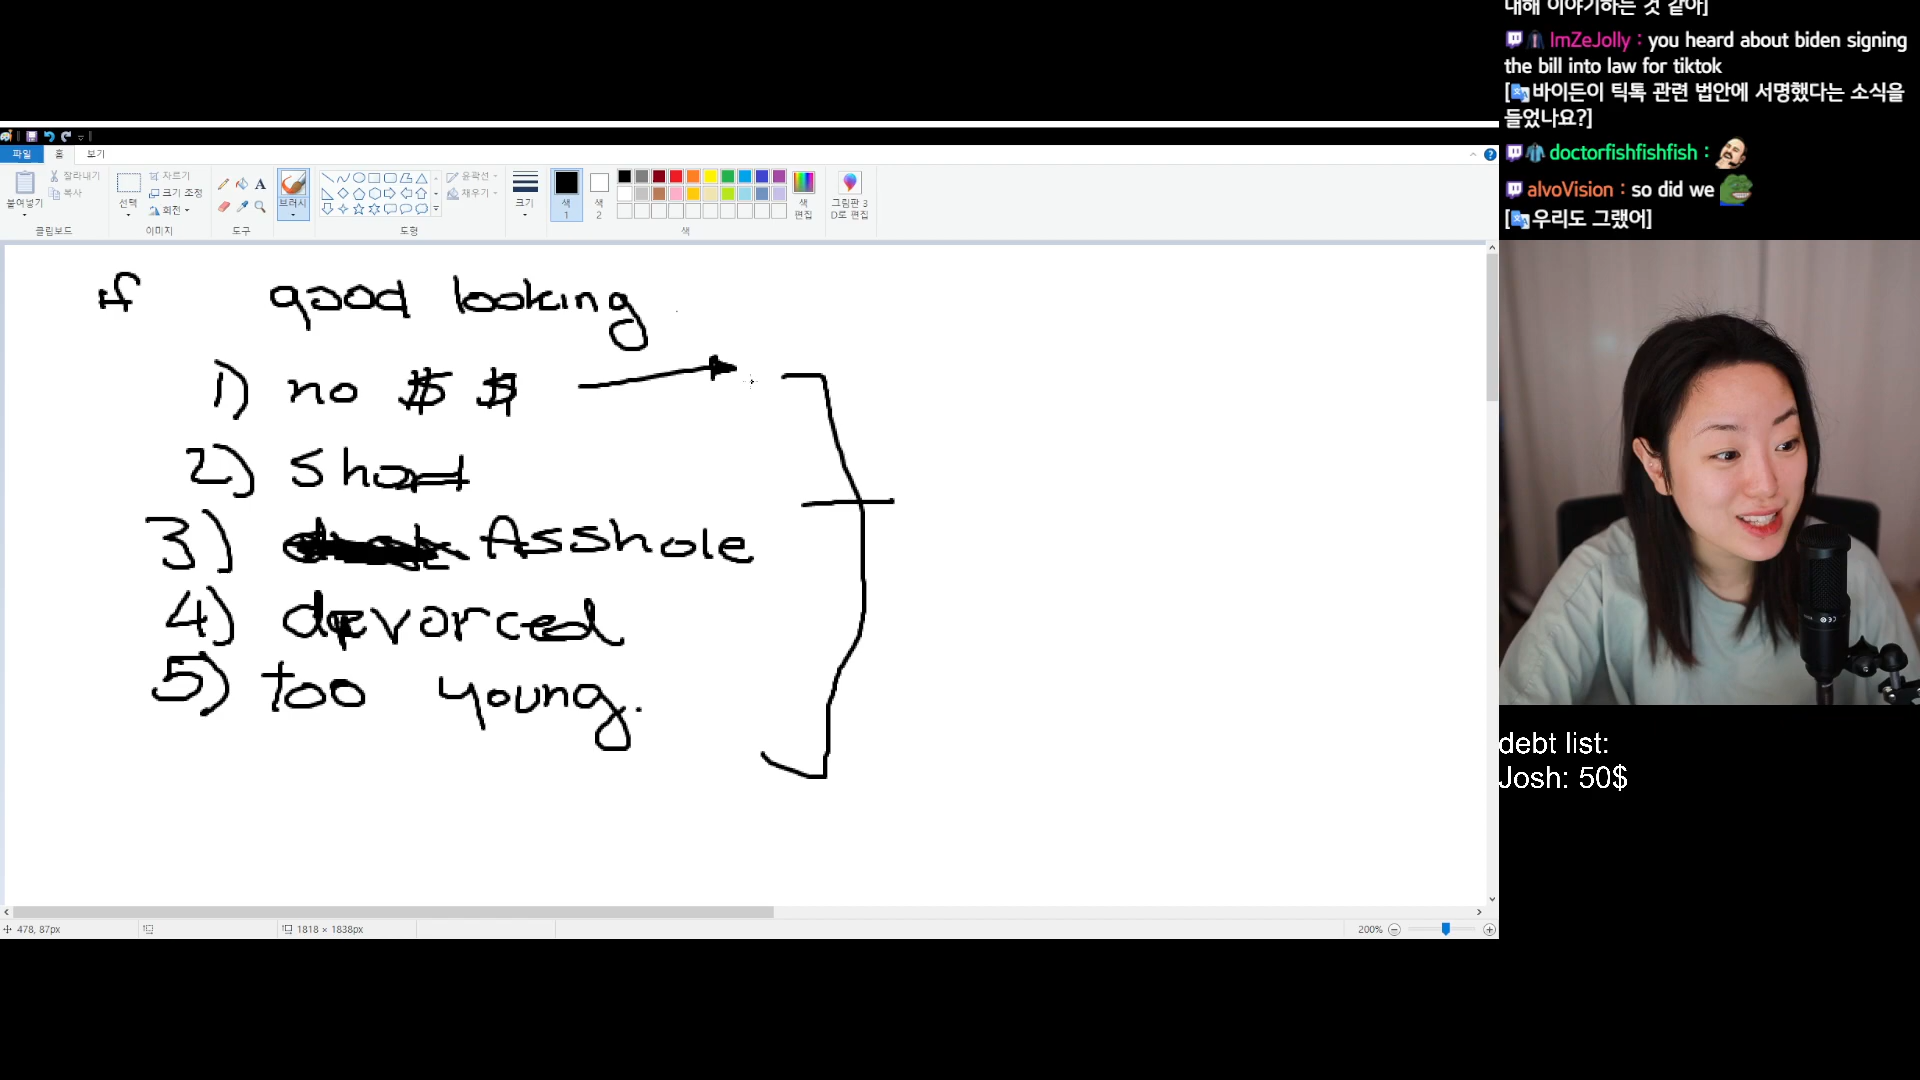 대해 이야기하는 것 같아]
ImZeJolly : you heard about biden signing
the bill into law for tiktok
[바이든이 틱톡 관련 법안에 서명했다는 소식을
들었나요?]
doctorfishfishfish :
alvoVision : so did we
[우리도 그랬어]
파일 홈 보기
붙여넣기
잘라내기
복사
클립보드
선택
자르기
크기 조정
회전
이미지
A
도구
브러시
윤곽선
채우기
도형
크기
색
1
색
2
색
편집
그림판 3
D로 편집
색
If good looking
1) no $ $
2) short
3) Asshole
4) devorced
5) too young.
478, 87px
1818 × 1838px
200%
debt list:
Josh: 50$